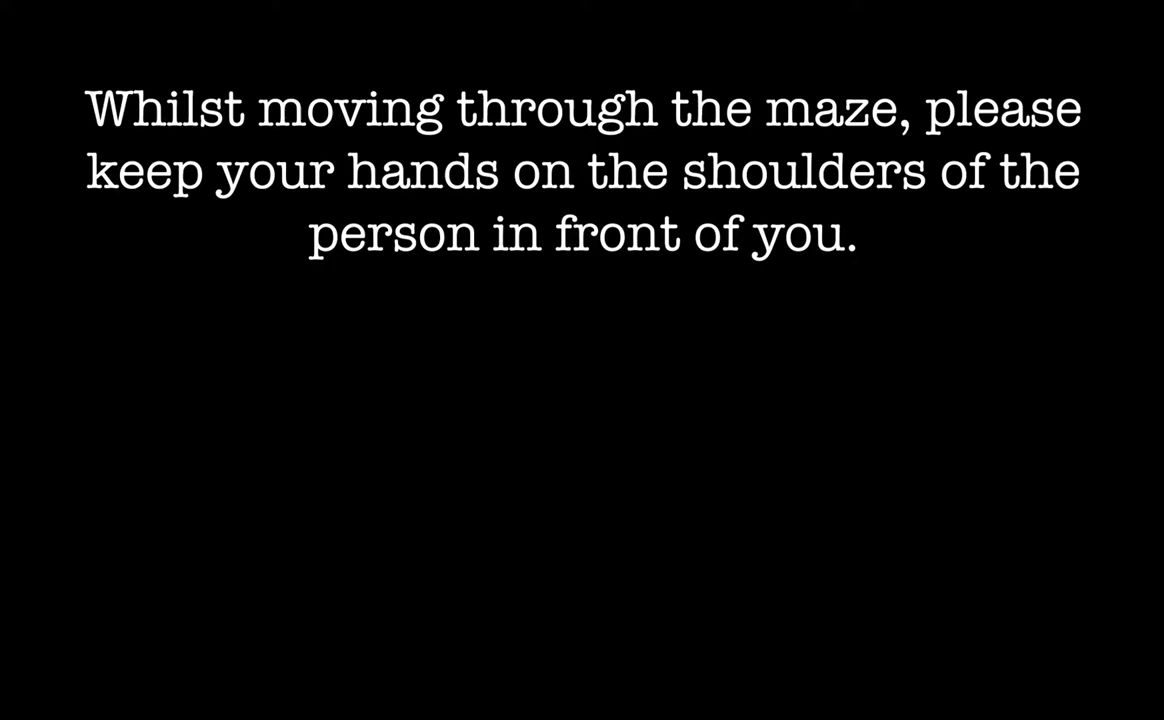 Whilst moving through the maze, please
keep your hands on the shoulders of the
person in front of you.